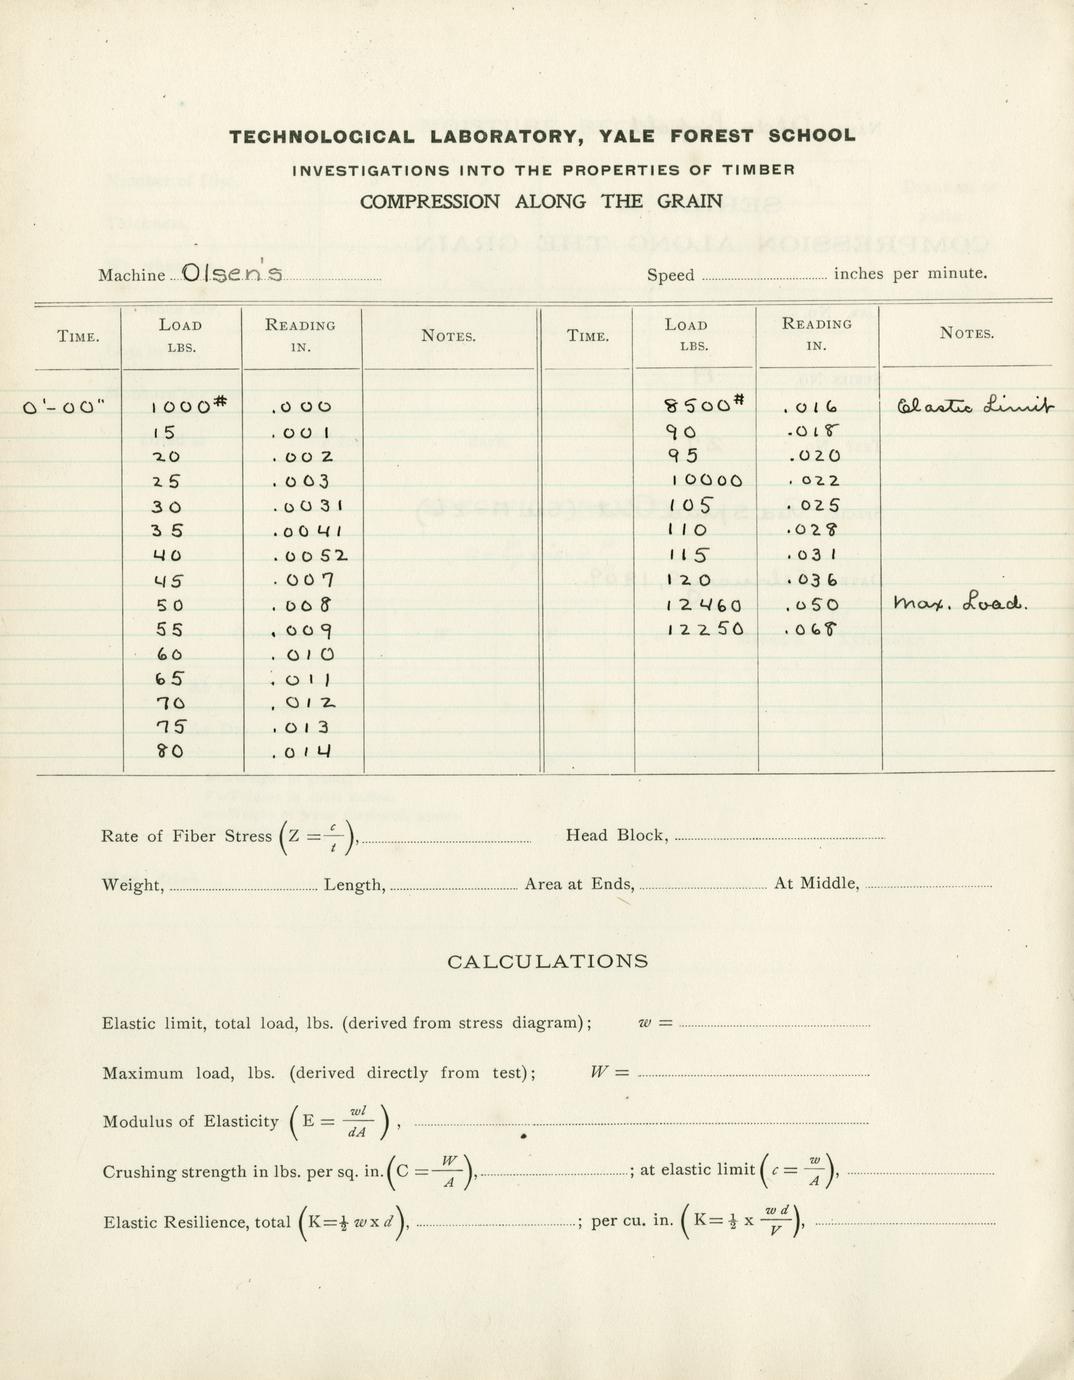 TECHNOLOGICAL LABORATORY, YALE FOREST SCHOOL
INVESTIGATIONS INTO THE PROPERTIES OF TIMBER
COMPRESSION ALONG THE GRAIN
Machine Olsen's Speed inches per minute.
TIME. LOAD LBS. READING IN. NOTES. TIME. LOAD LBS. READING IN. NOTES.
0'-00" 1000# .000 8500# .016 Elastic Limit
15 .001 90 .018
20 .002 95 .020
25 .003 10000 .022
30 .0031 105 .025
35 .0041 110 .028
40 .0052 115 .031
45 .007 120 .036
50 .008 12460 .050 Max. Load.
55 .009 12250 .068
60 .010
65 .011
70 .012
75 .013
80 .014
Rate of Fiber Stress (Z = c/t), Head Block,
Weight, Length, Area at Ends, At Middle,
CALCULATIONS
Elastic limit, total load, lbs. (derived from stress diagram); w =
Maximum load, lbs. (derived directly from test); W =
Modulus of Elasticity (E = wl/dA),
Crushing strength in lbs. per sq. in. (C = W/A), ; at elastic limit (c = w/A),
Elastic Resilience, total (K=½ w x d), ; per cu. in. (K= ½ x w d/V),